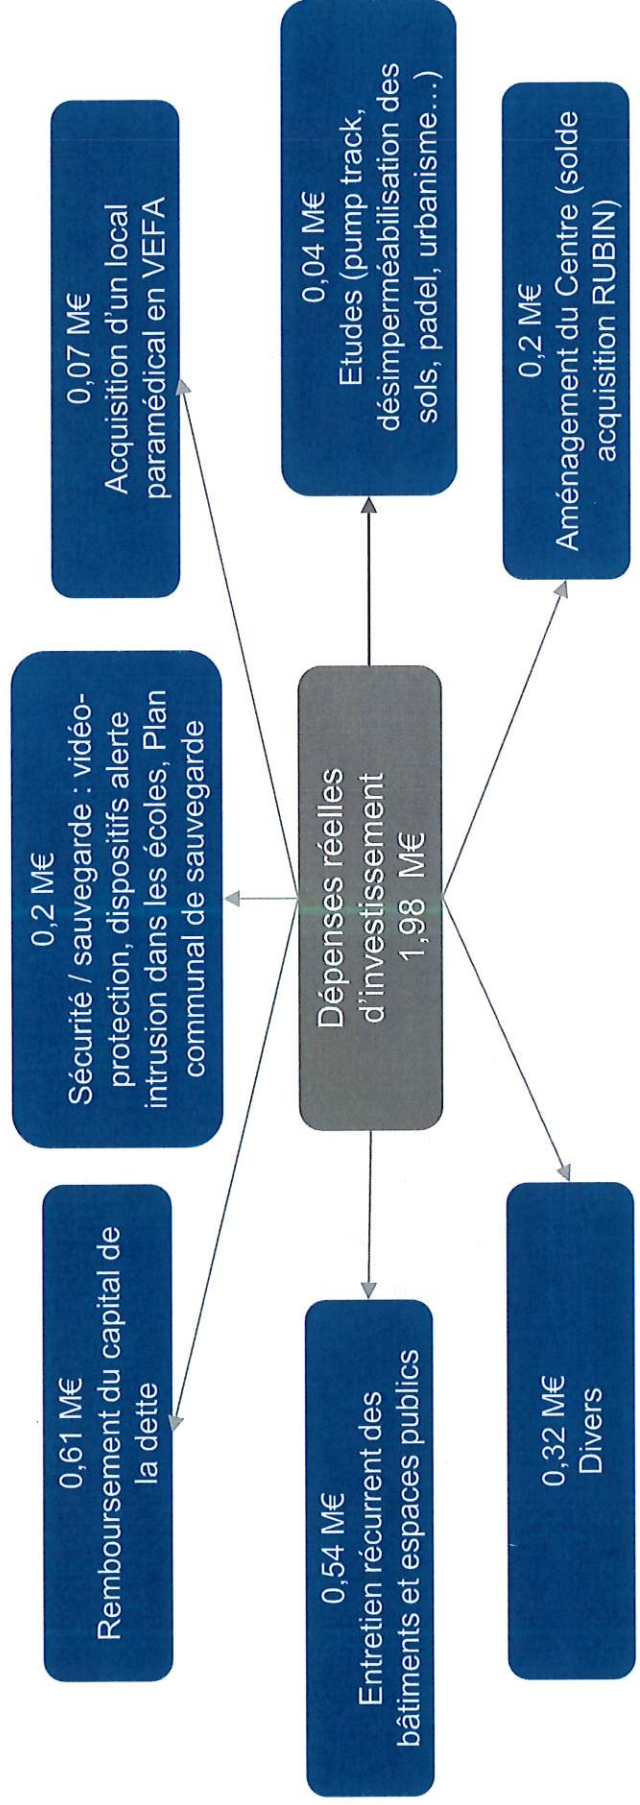 0,61 M€
Remboursement du capital de
la dette
0,2 M€
Sécurité / sauvegarde : vidéo-
protection, dispositifs alerte
intrusion dans les écoles, Plan
communal de sauvegarde
0,07 M€
Acquisition d'un local
paramédical en VEFA
0,54 M€
Entretien récurrent des
bâtiments et espaces publics
Dépenses réelles
d'investissement
1,98 M€
0,04 M€
Etudes (pump track,
désimperméabilisation des
sols, padel, urbanisme...)
0,32 M€
Divers
0,2 M€
Aménagement du Centre (solde
acquisition RUBIN)